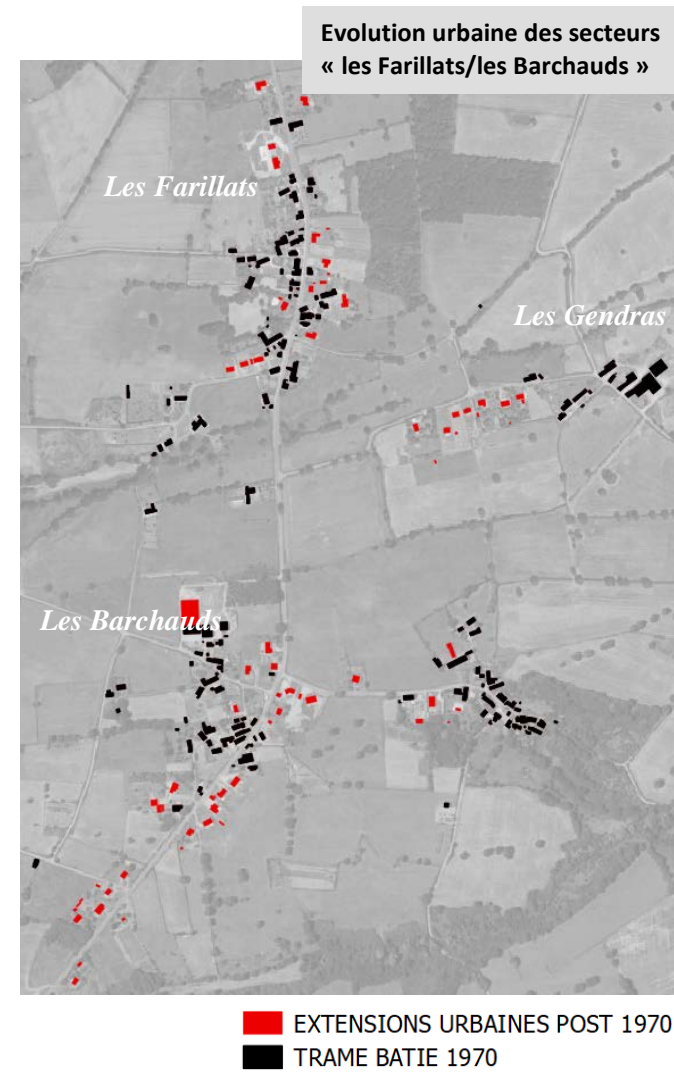 Evolution urbaine des secteurs
« les Farillats/les Barchauds »
Les Farillats
Les Gendras
Les Barchauds
EXTENSIONS URBAINES POST 1970
TRAME BATIE 1970